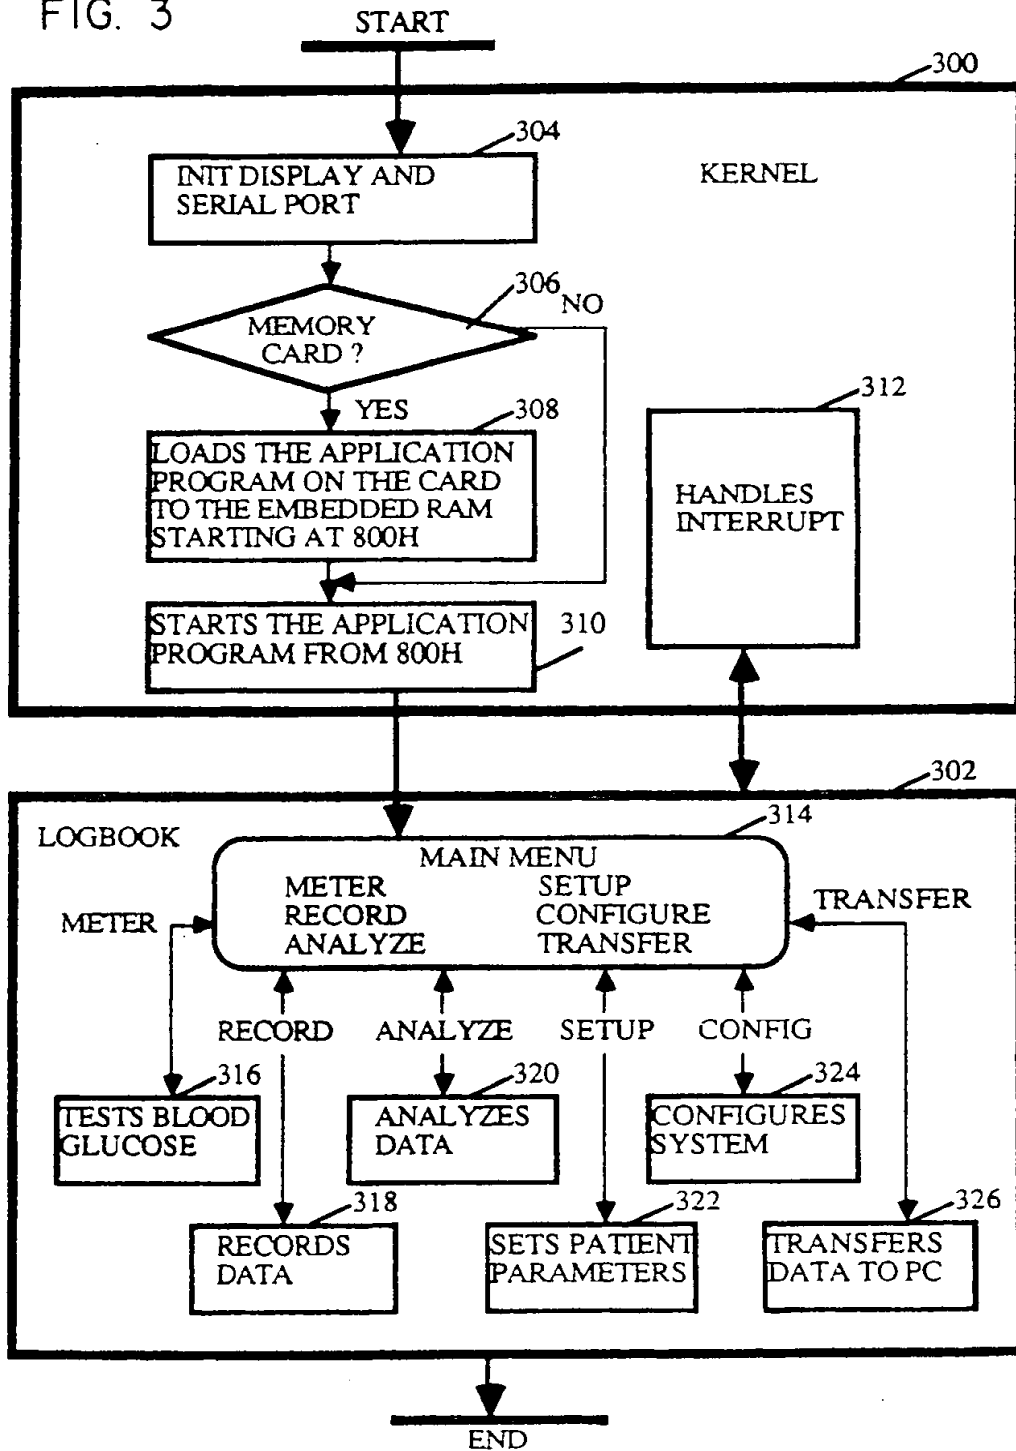 FIG. 3
START
300
KERNEL
304
INIT DISPLAY AND
SERIAL PORT
306
NO
MEMORY
CARD ?
YES
308
LOADS THE APPLICATION
PROGRAM ON THE CARD
TO THE EMBEDDED RAM
STARTING AT 800H
312
HANDLES
INTERRUPT
STARTS THE APPLICATION
PROGRAM FROM 800H
310
302
LOGBOOK
314
MAIN MENU
METER SETUP
RECORD CONFIGURE
ANALYZE TRANSFER
METER
TRANSFER
RECORD
ANALYZE
SETUP
CONFIG
316
TESTS BLOOD
GLUCOSE
320
ANALYZES
DATA
324
CONFIGURES
SYSTEM
318
RECORDS
DATA
322
SETS PATIENT
PARAMETERS
326
TRANSFERS
DATA TO PC
END